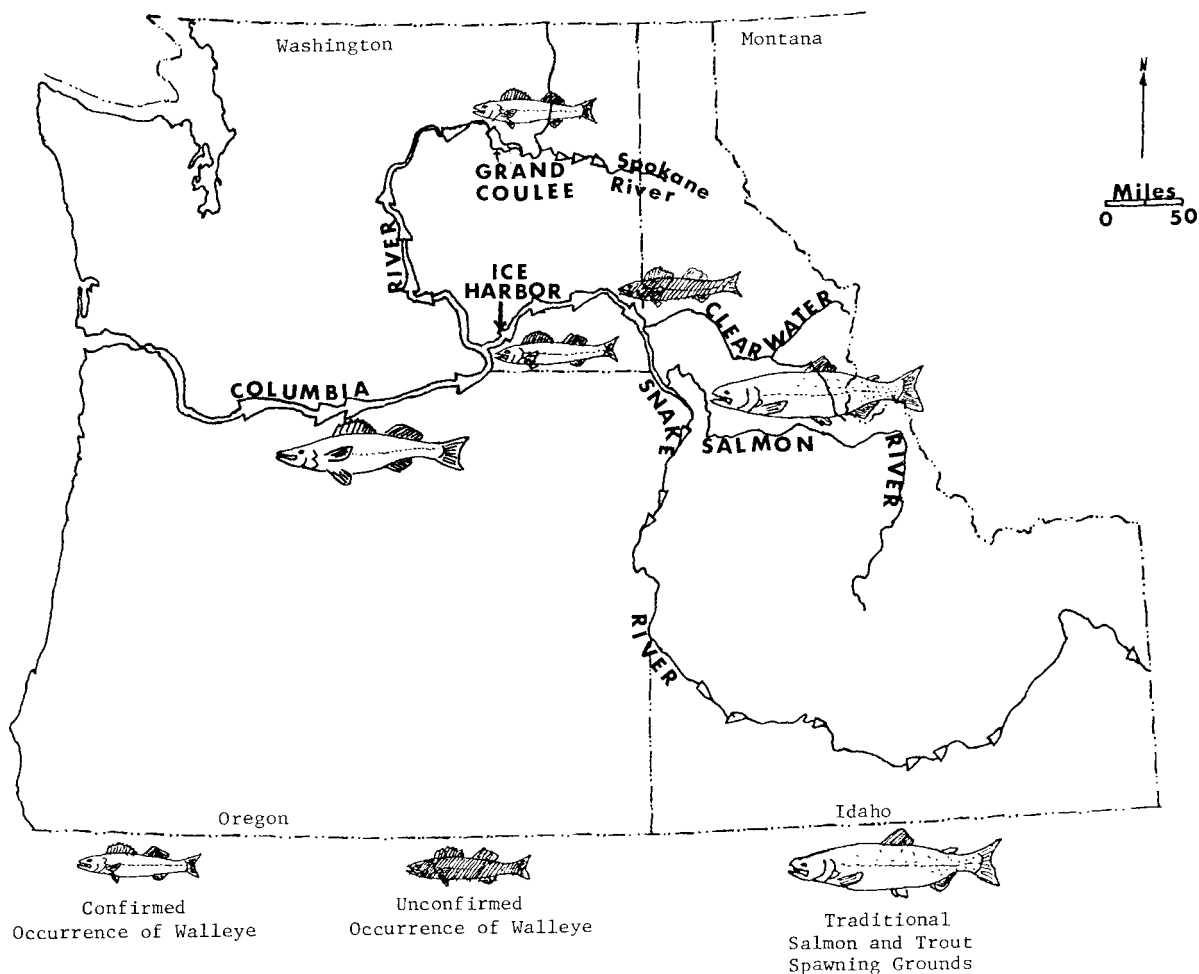 Washington
Montana
N
Miles
0 50
GRAND
COULEE
Spokane
River
RIVER
ICE
HARBOR
CLEARWATER
COLUMBIA
SNAKE
SALMON
RIVER
RIVER
Oregon
Idaho
Confirmed
Occurrence of Walleye
Unconfirmed
Occurrence of Walleye
Traditional
Salmon and Trout
Spawning Grounds